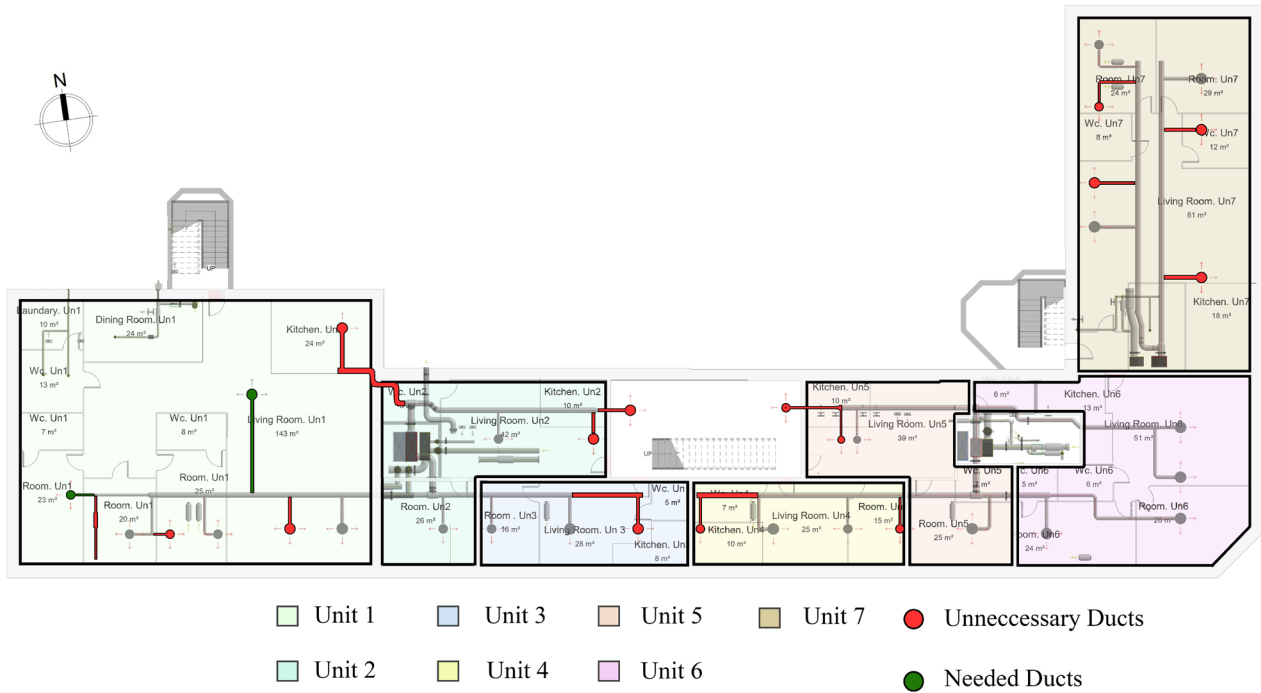 N
Room. Un7
24 m²
Room. Un7
29 m²
Wc. Un7
8 m²
Wc. Un7
12 m²
Living Room. Un7
81 m²
Kitchen. Un7
18 m²
UP
Laundary. Un1
10 m²
Dining Room. Un1
24 m²
Kitchen. Un
24 m²
Wc. Un1
13 m²
Wc. Un1
7 m²
Wc. Un1
8 m²
Living Room. Un1
143 m²
Room. Un1
23 m²
Room. Un1
20 m²
Room. Un1
25 m²
Wc. Un2
Kitchen. Un2
10 m²
Living Room. Un2
42 m²
Room. Un2
26 m²
UP
Kitchen. Un5
10 m²
Living Room. Un5
39 m²
6 m²
Kitchen. Un6
13 m²
Living Room. Un6
51 m²
Room. Un3
16 m²
Living Room. Un 3
28 m²
Wc. Un
5 m²
Kitchen. Un
8 m²
7 m²
Kitchen. Un4
10 m²
Living Room. Un4
25 m²
Room. Un
15 m²
Un5
Room. Un5
25 m²
Un6
5 m²
Wc. Un6
6 m²
Room. Un6
oom. Un6
24 m²
Unit 1
Unit 3
Unit 5
Unit 7
Unneccessary Ducts
Unit 2
Unit 4
Unit 6
Needed Ducts